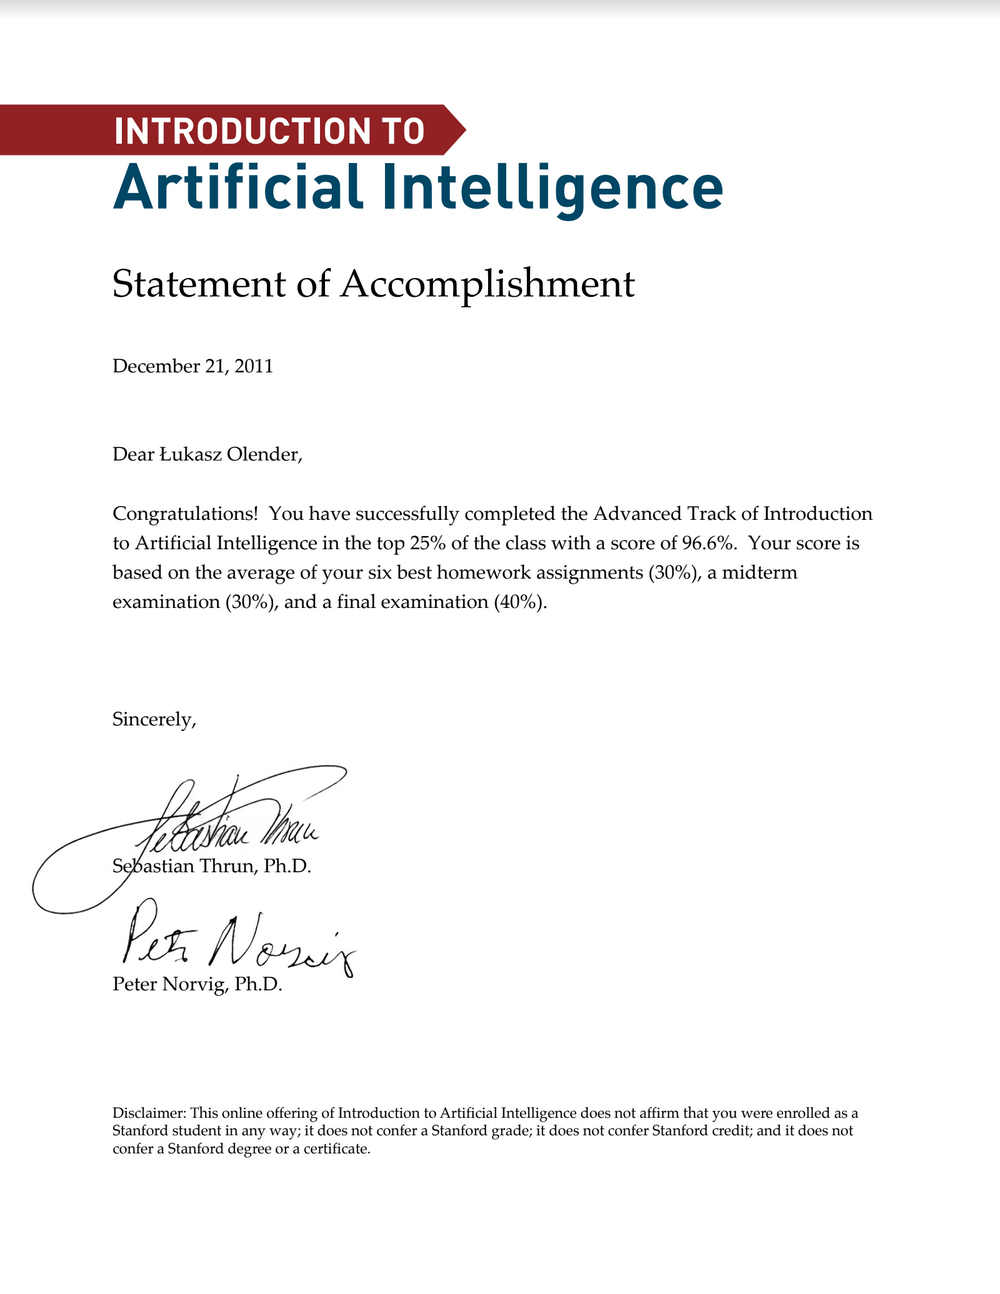 INTRODUCTION TO
Artificial Intelligence
Statement of Accomplishment
December 21, 2011
Dear Łukasz Olender,
Congratulations!  You have successfully completed the Advanced Track of Introduction
to Artificial Intelligence in the top 25% of the class with a score of 96.6%.  Your score is
based on the average of your six best homework assignments (30%), a midterm
examination (30%), and a final examination (40%).
Sincerely,
Sebastian Thrun
Sebastian Thrun, Ph.D.
Peter Norvig
Peter Norvig, Ph.D.
Disclaimer: This online offering of Introduction to Artificial Intelligence does not affirm that you were enrolled as a
Stanford student in any way; it does not confer a Stanford grade; it does not confer Stanford credit; and it does not
confer a Stanford degree or a certificate.